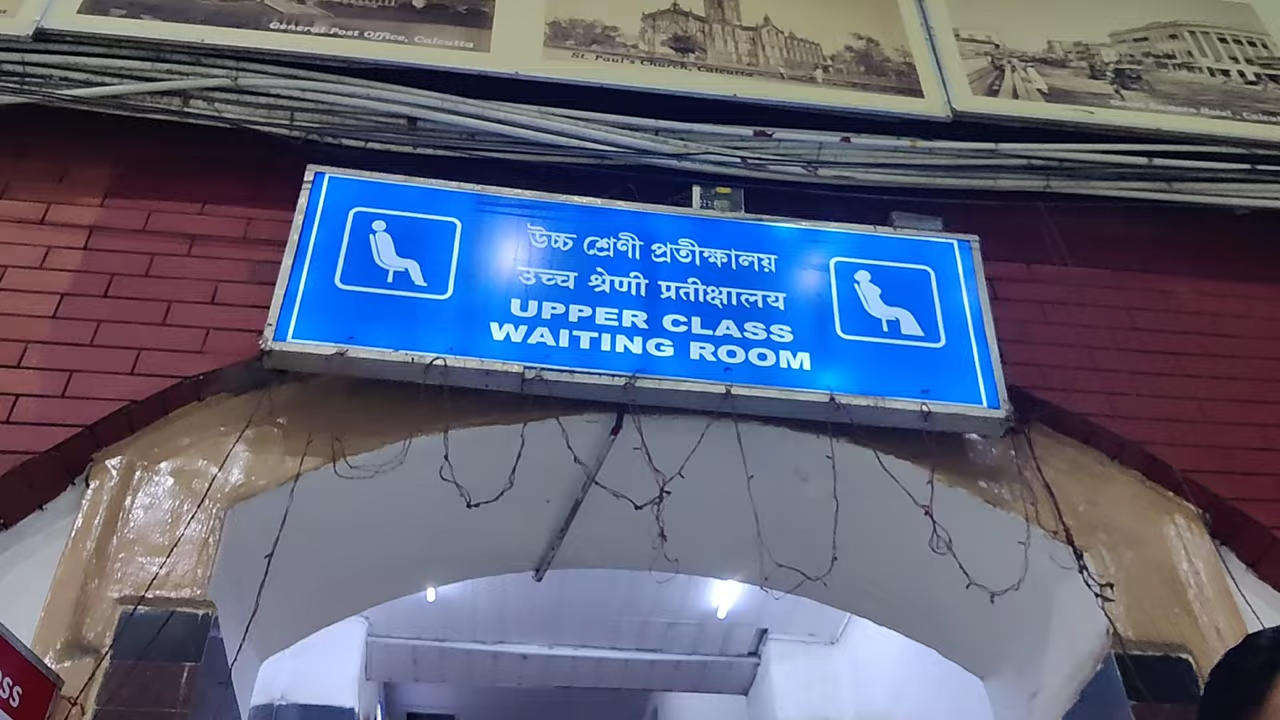 General Post Office, Calcutta
St. Paul's Church, Calcutta
উচ্চ শ্রেণী প্রতীক্ষালয়
उच्च श्रेणी प्रतीक्षालय
UPPER CLASS
WAITING ROOM